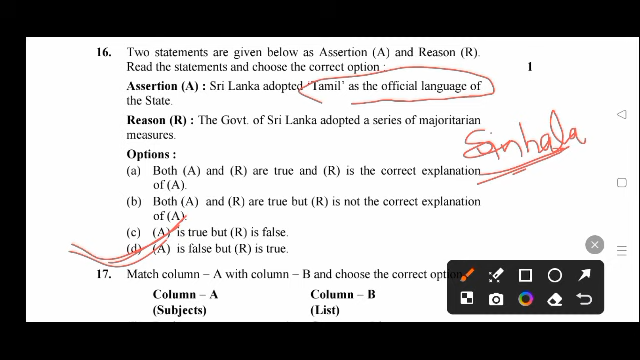 16. Two statements are given below as Assertion (A) and Reason (R).
Read the statements and choose the correct option : 1
Assertion (A) : Sri Lanka adopted 'Tamil as the official language of
the State.
Reason (R) : The Govt. of Sri Lanka adopted a series of majoritarian
measures.
Sinhala
Options :
(a) Both (A) and (R) are true and (R) is the correct explanation
of (A).
(b) Both (A) and (R) are true but (R) is not the correct explanation
of (A).
(c) (A) is true but (R) is false.
(d) (A) is false but (R) is true.
17. Match column – A with column – B and choose the correct option
Column – A Column – B
(Subjects) (List)